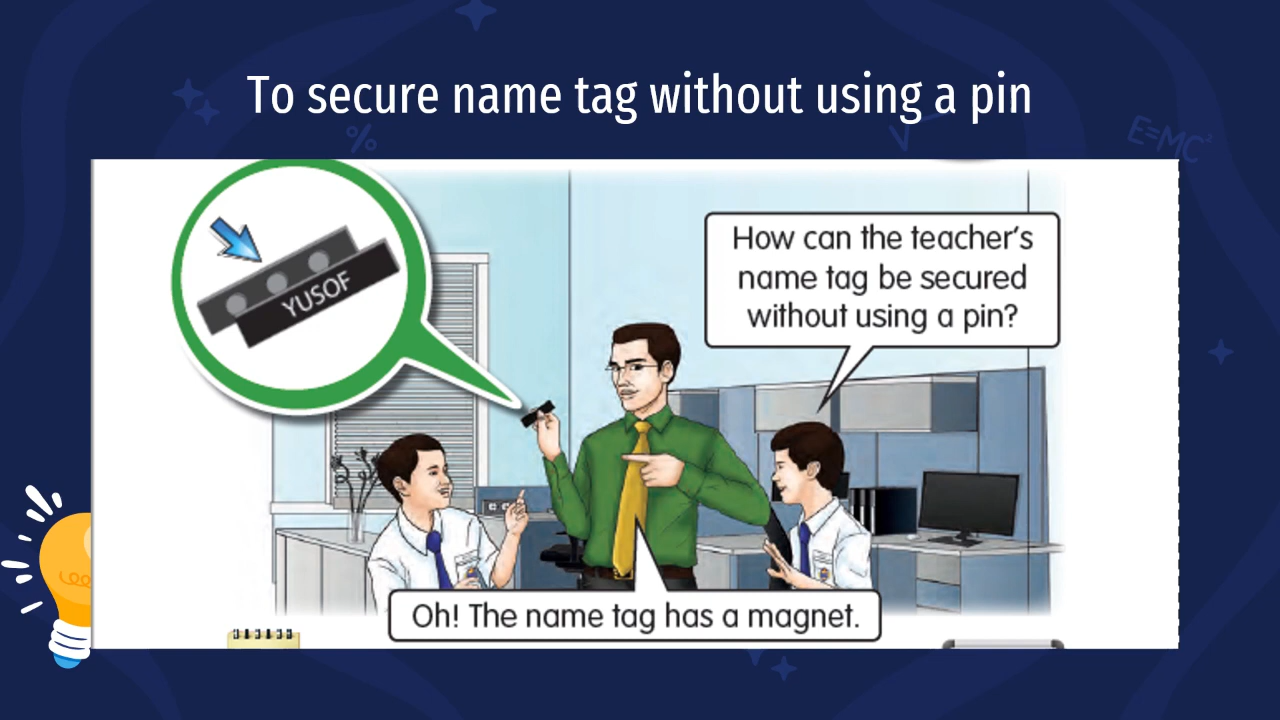 To secure name tag without using a pin
%
√
E=MC²
YUSOF
How can the teacher's
name tag be secured
without using a pin?
Oh! The name tag has a magnet.